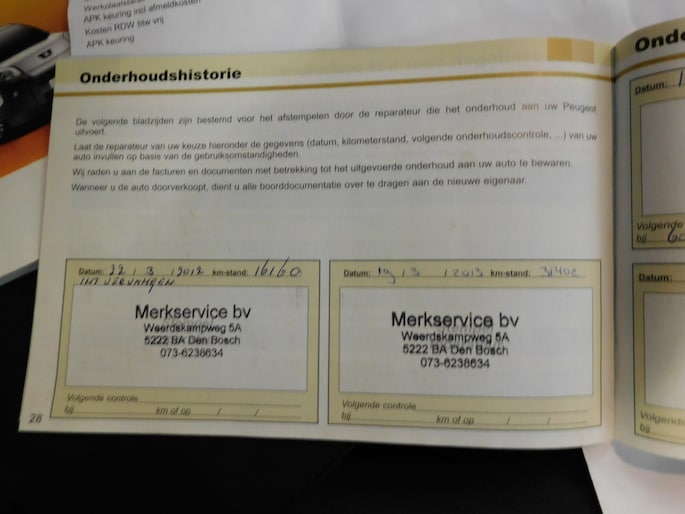 APK keuring incl afmeldkosten
Kosten RDW btw vrij
APK keuring
Onderhoudshistorie
De volgende bladzijden zijn bestemd voor het afstempelen door de reparateur die het onderhoud aan uw Peugeot
uitvoert.
Laat de reparateur van uw keuze hieronder de gegevens (datum, kilometerstand, volgende onderhoudscontrole, ...) van uw
auto invullen op basis van de gebruiksomstandigheden.
Wij raden u aan de facturen en documenten met betrekking tot het uitgevoerde onderhoud aan uw auto te bewaren.
Wanneer u de auto doorverkoopt, dient u alle boorddocumentatie over te dragen aan de nieuwe eigenaar.
Datum: 22 / 3 / 2012 km-stand: 16160
Merkservice bv
Weerdskampweg 5A
5222 BA Den Bosch
073-6238634
Volgende controle
bij km of op / /
Datum: 19 / 3 / 2013 km-stand: 31402
Merkservice bv
Weerdskampweg 5A
5222 BA Den Bosch
073-6238634
Volgende controle
bij km of op / /
28
Onde
Datum:
Volgende
bij
Datum:
Volgende
bij